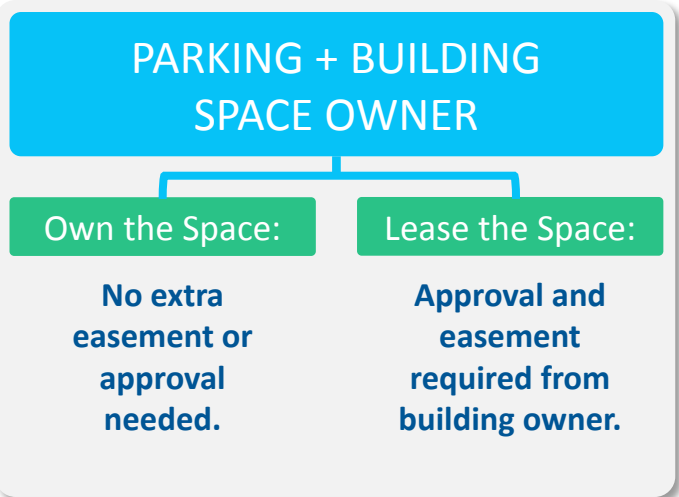 PARKING + BUILDING
SPACE OWNER
Own the Space:
No extra
easement or
approval
needed.
Lease the Space:
Approval and
easement
required from
building owner.